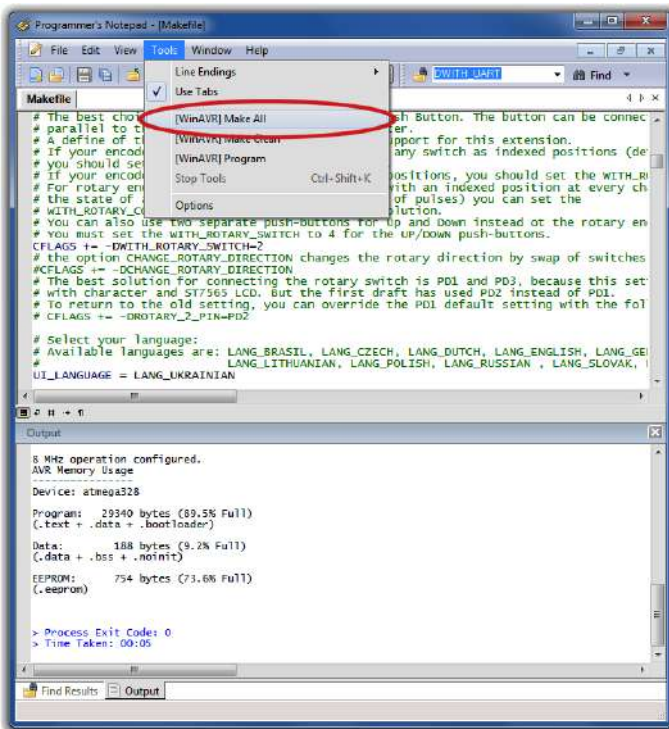 Programmer's Notepad - [Makefile]
File Edit View Tools Window Help
DWITH_UART Find
Line Endings
Use Tabs
[WinAVR] Make All
[WinAVR] Make Clean
[WinAVR] Program
Stop Tools Ctrl-Shift+K
Options
Makefile
# The best choi sh Button. The button can be connec
# parallel to t er.
# A define of t upport for this extension.
# If your encod any switch as indexed positions (de
# you should se
# If your encod ositions, you should set the WITH_R
# For rotary en ith an indexed position at every ch
# the state of a of pulses) you can set the
# WITH_ROTARY_C olution.
# You can also use two separate push-buttons for Up and Down instead ot the rotary en
# You must set the WITH_ROTARY_SWITCH to 4 for the UP/DOWN push-buttons.
CFLAGS += -DWITH_ROTARY_SWITCH=2
# the option CHANGE_ROTARY_DIRECTION changes the rotary direction by swap of switches
#CFLAGS += -DCHANGE_ROTARY_DIRECTION
# The best solution for connecting the rotary switch is PD1 and PD3, because this set
# with character and ST7565 LCD. But the first draft has used PD2 instead of PD1.
# To return to the old setting, you can override the PD1 default setting with the fol
# CFLAGS += -DROTARY_2_PIN=PD2
# Select your language:
# Available languages are: LANG_BRASIL, LANG_CZECH, LANG_DUTCH, LANG_ENGLISH, LANG_GE
# LANG_LITHUANIAN, LANG_POLISH, LANG_RUSSIAN , LANG_SLOVAK,
UI_LANGUAGE = LANG_UKRAINIAN
Output
8 MHz operation configured.
AVR Memory Usage
----------------
Device: atmega328
Program: 29340 bytes (89.5% Full)
(.text + .data + .bootloader)
Data: 188 bytes (9.2% Full)
(.data + .bss + .noinit)
EEPROM: 754 bytes (73.6% Full)
(.eeprom)
> Process Exit Code: 0
> Time Taken: 00:05
Find Results Output